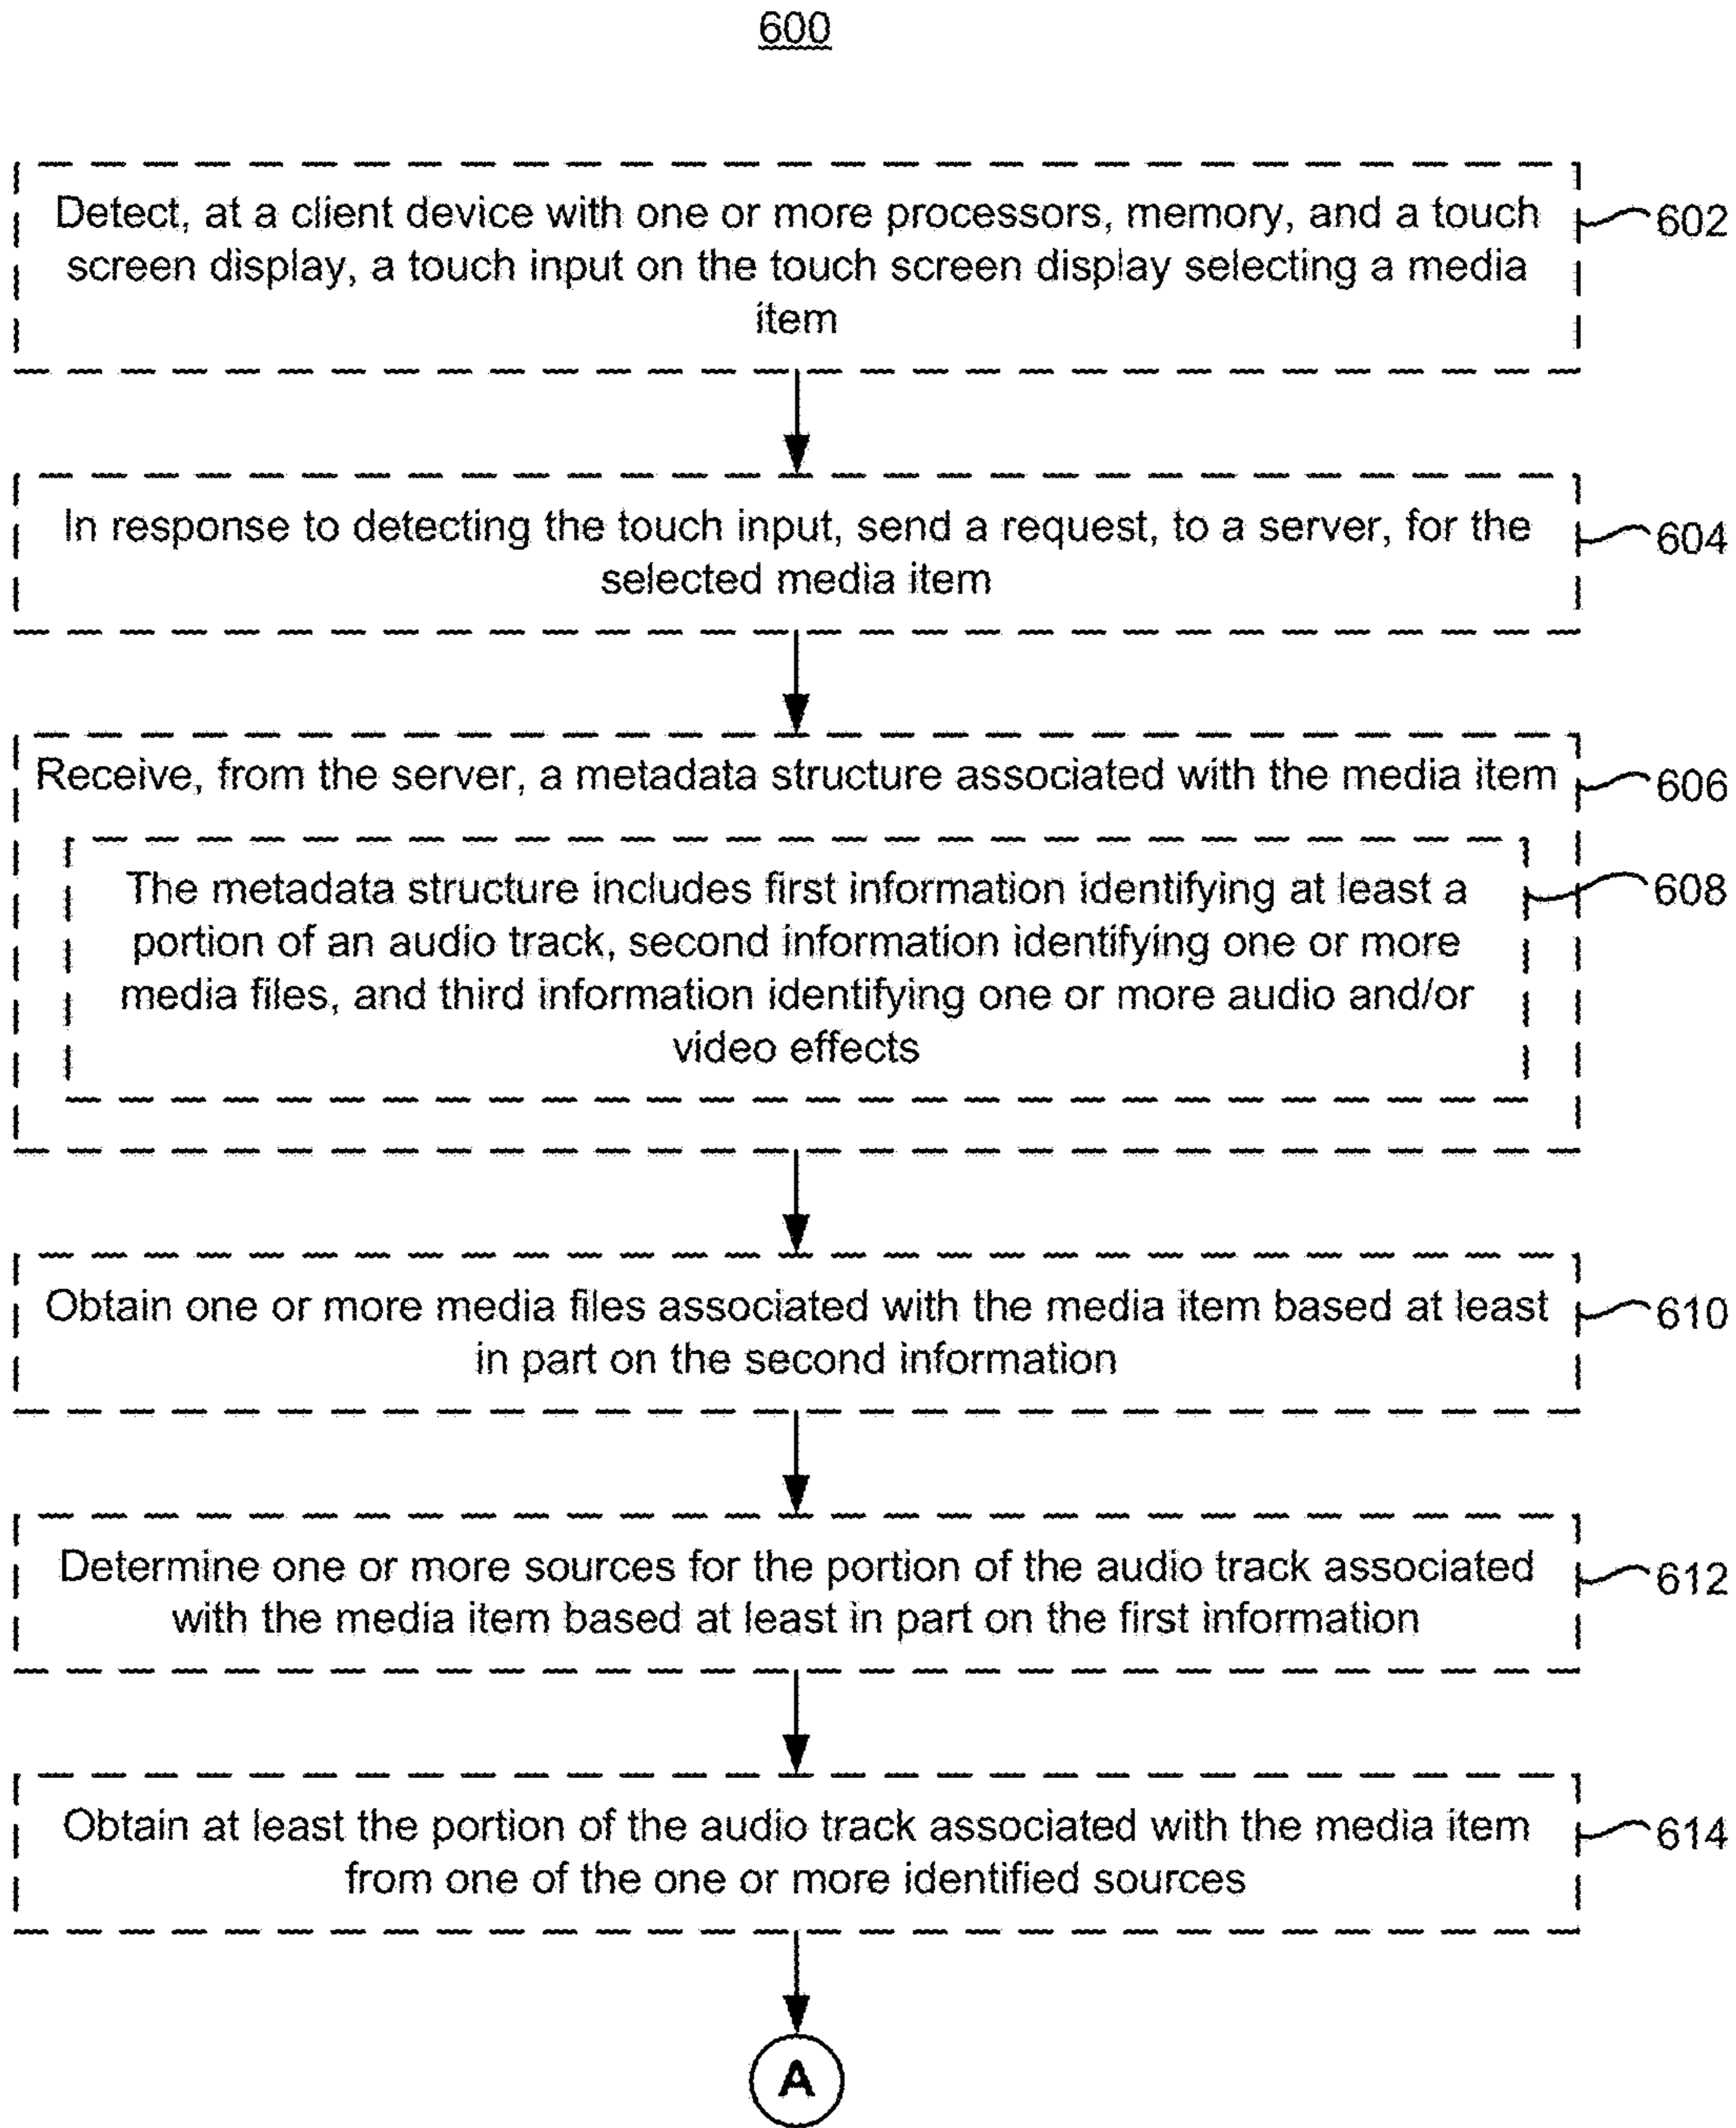 600
Detect, at a client device with one or more processors, memory, and a touch
screen display, a touch input on the touch screen display selecting a media
item
602
In response to detecting the touch input, send a request, to a server, for the
selected media item
604
Receive, from the server, a metadata structure associated with the media item
606
The metadata structure includes first information identifying at least a
portion of an audio track, second information identifying one or more
media files, and third information identifying one or more audio and/or
video effects
608
Obtain one or more media files associated with the media item based at least
in part on the second information
610
Determine one or more sources for the portion of the audio track associated
with the media item based at least in part on the first information
612
Obtain at least the portion of the audio track associated with the media item
from one of the one or more identified sources
614
A